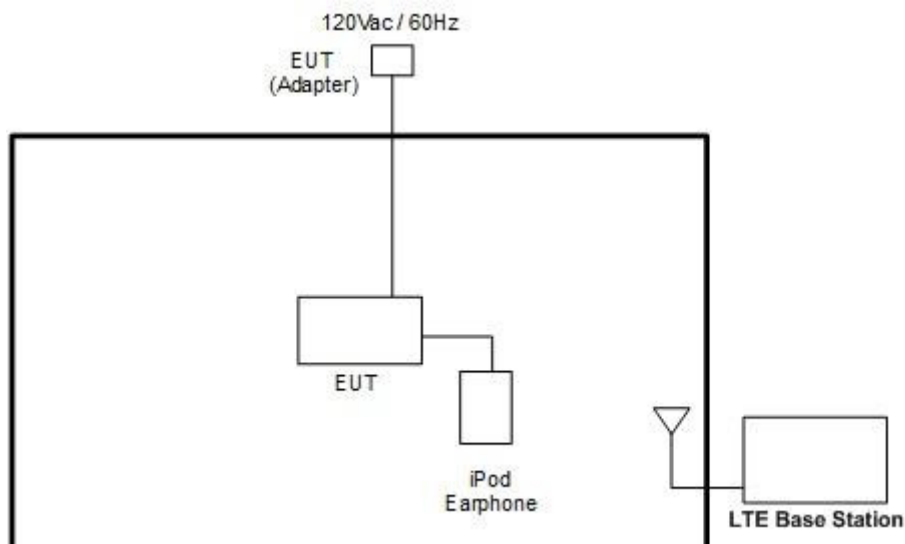 120Vac / 60Hz
EUT
(Adapter)
EUT
iPod
Earphone
LTE Base Station